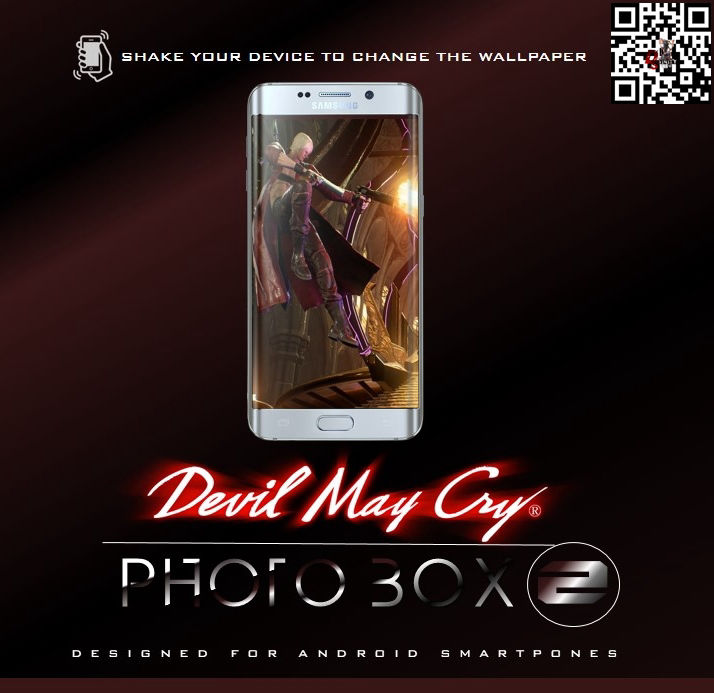 SHAKE YOUR DEVICE TO CHANGE THE WALLPAPER
SAMSUNG
Devil May Cry®
PHOTO BOX 2
DESIGNED FOR ANDROID SMARTPONES